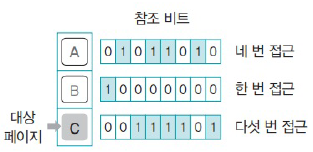 참조 비트
A 0 1 0 1 1 0 1 0 네 번 접근
B 1 0 0 0 0 0 0 0 한 번 접근
대상
페이지
C 0 0 1 1 1 1 0 1 다섯 번 접근